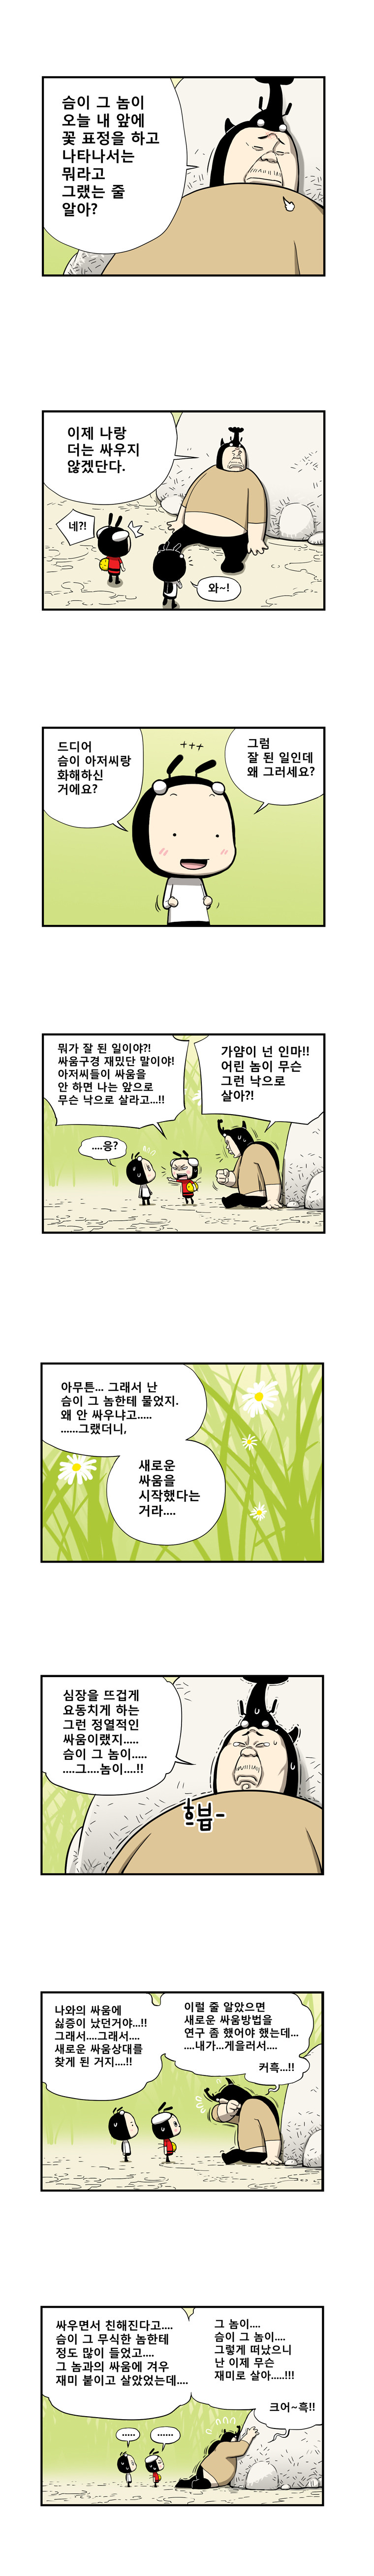 슴이 그 놈이
오늘 내 앞에
꽃 표정을 하고
나타나서는
뭐라고
그랬는 줄
알아?
이제 나랑
더는 싸우지
않겠단다.
네?!
와~!
드디어
슴이 아저씨랑
화해하신
거에요?
그럼
잘 된 일인데
왜 그러세요?
뭐가 잘 된 일이야?!
싸움구경 재밌단 말이야!
아저씨들이 싸움을
안 하면 나는 앞으로
무슨 낙으로 살라고...!!
가얌이 넌 인마!!
어린 놈이 무슨
그런 낙으로
살아?!
....응?
아무튼... 그래서 난
슴이 그 놈한테 물었지.
왜 안 싸우냐고.....
......그랬더니,
새로운
싸움을
시작했다는
거라....
심장을 뜨겁게
요동치게 하는
그런 정열적인
싸움이랬지.....
슴이 그 놈이.....
....그....놈이....!!
흐붑-
나와의 싸움에
싫증이 났던거야...!!
그래서....그래서....
새로운 싸움상대를
찾게 된 거지....!!
이럴 줄 알았으면
새로운 싸움방법을
연구 좀 했어야 했는데...
....내가...게을러서....
커흑...!!
싸우면서 친해진다고....
슴이 그 무식한 놈한테
정도 많이 들었고....
그 놈과의 싸움에 겨우
재미 붙이고 살았었는데....
그 놈이....
슴이 그 놈이....
그렇게 떠났으니
난 이제 무슨
재미로 살아.....!!!
크어~흑!!
.....
......